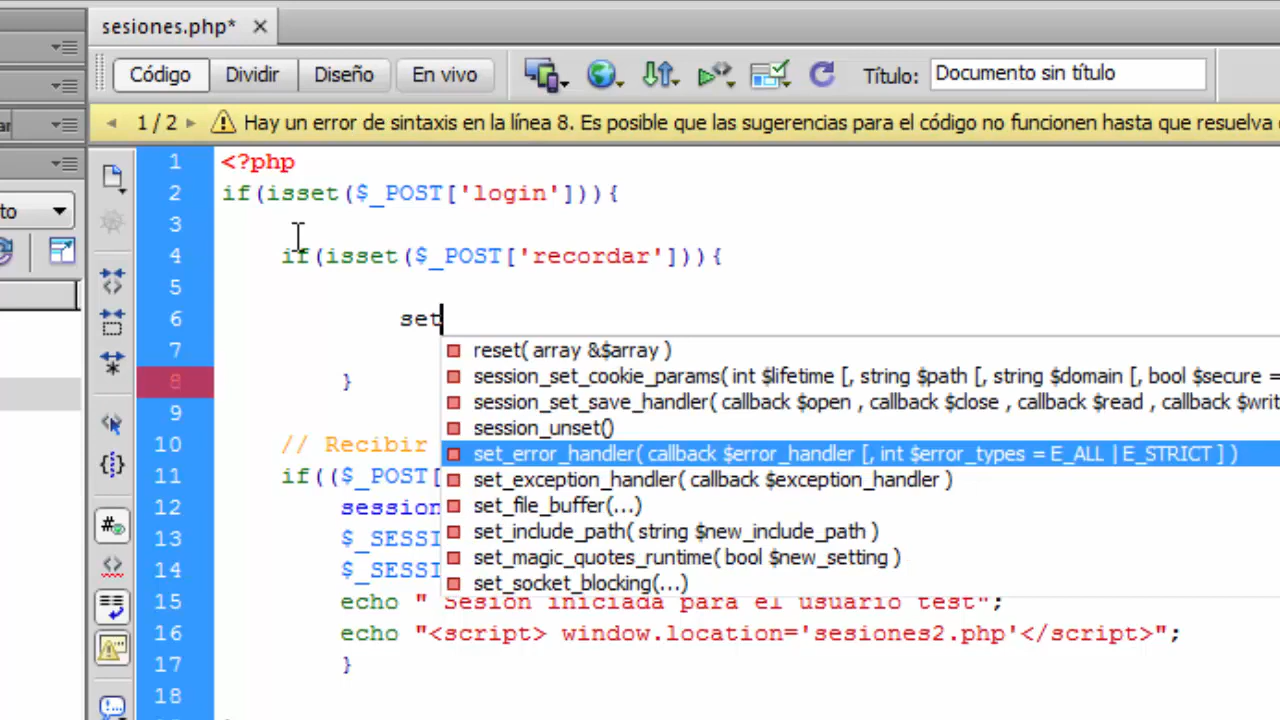 sesiones.php*
Código Dividir Diseño En vivo Título: Documento sin título
1 / 2 Hay un error de sintaxis en la línea 8. Es posible que las sugerencias para el código no funcionen hasta que resuelva
1 <?php
2 if(isset($_POST['login'])){
3
4 if(isset($_POST['recordar'])){
5
6 set
reset( array &$array )
session_set_cookie_params( int $lifetime [, string $path [, string $domain [, bool $secure =
session_set_save_handler( callback $open , callback $close , callback $read , callback $writ
session_unset()
set_error_handler( callback $error_handler [, int $error_types = E_ALL | E_STRICT ] )
set_exception_handler( callback $exception_handler )
set_file_buffer(...)
set_include_path( string $new_include_path )
set_magic_quotes_runtime( bool $new_setting )
set_socket_blocking(...)
7
8 }
9
10 // Recibir
11 if(($_POST[
12 session
13 $_SESSI
14 $_SESSI
15 echo " Sesion iniciada para el usuario test";
16 echo "<script> window.location='sesiones2.php'</script>";
17 }
18